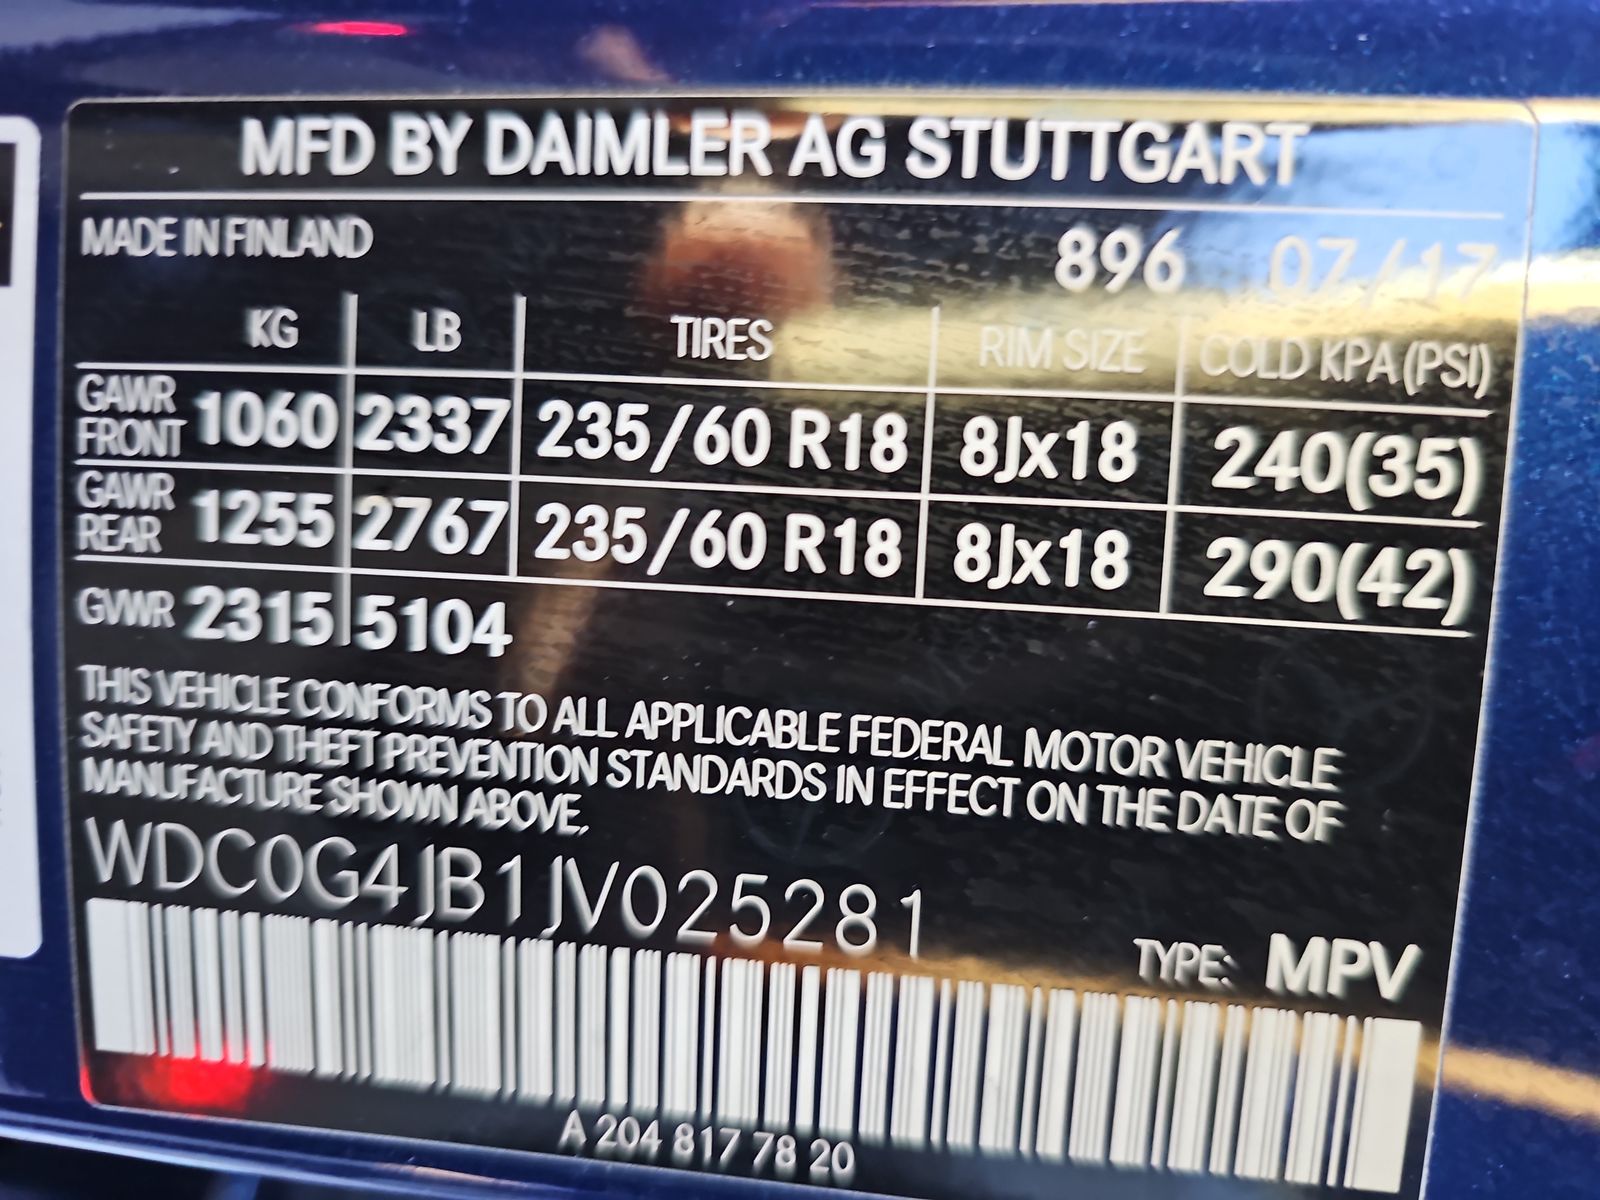 MFD BY DAIMLER AG STUTTGART
MADE IN FINLAND 896 07/17
KG LB TIRES RIM SIZE COLD KPA (PSI)
GAWR FRONT 1060 2337 235/60 R18 8Jx18 240(35)
GAWR REAR 1255 2767 235/60 R18 8Jx18 290(42)
GVWR 2315 5104
THIS VEHICLE CONFORMS TO ALL APPLICABLE FEDERAL MOTOR VEHICLE
SAFETY AND THEFT PREVENTION STANDARDS IN EFFECT ON THE DATE OF
MANUFACTURE SHOWN ABOVE.
WDC0G4JB1JV025281
TYPE: MPV
A 204 817 78 20